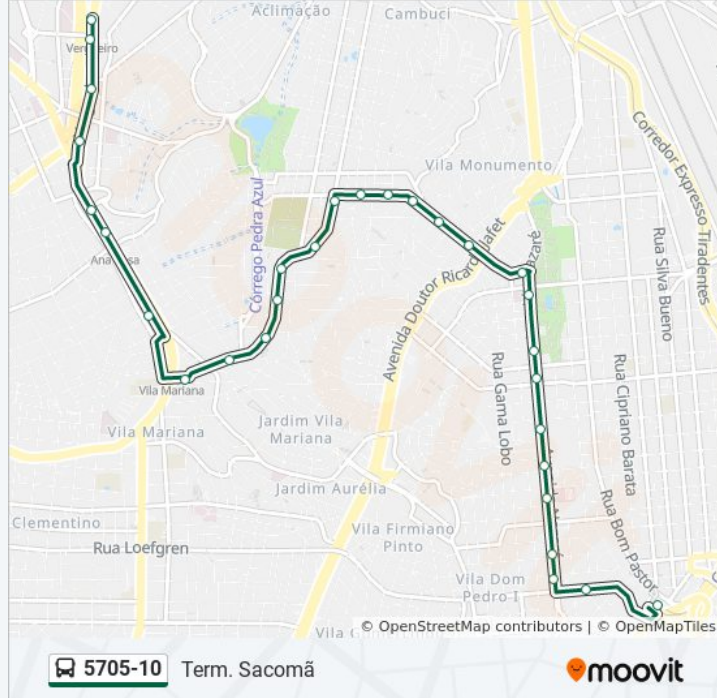 Aclimação
Cambuci
Vila Monumento
Corredor Expresso Tiradentes
Córrego Pedra Azul
Avenida Doutor Ricardo Jafet
Rua Silva Bueno
Rua Gama Lobo
Rua Cipriano Barata
Vila Mariana
Vila Mariana
Jardim Vila
Mariana
Jardim Aurélia
Clementino
Rua Loefgren
Vila Firmiano
Pinto
Rua Bom Pastor
Vila Dom
Pedro I
© OpenStreetMap contributors | © OpenMapTiles
5705-10 Term. Sacomã
moovit